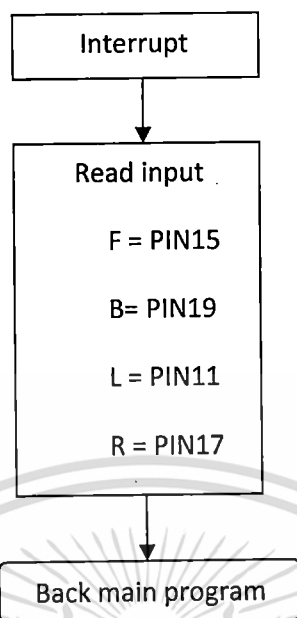 Interrupt
Read input
F = PIN15
B= PIN19
L = PIN11
R = PIN17
Back main program